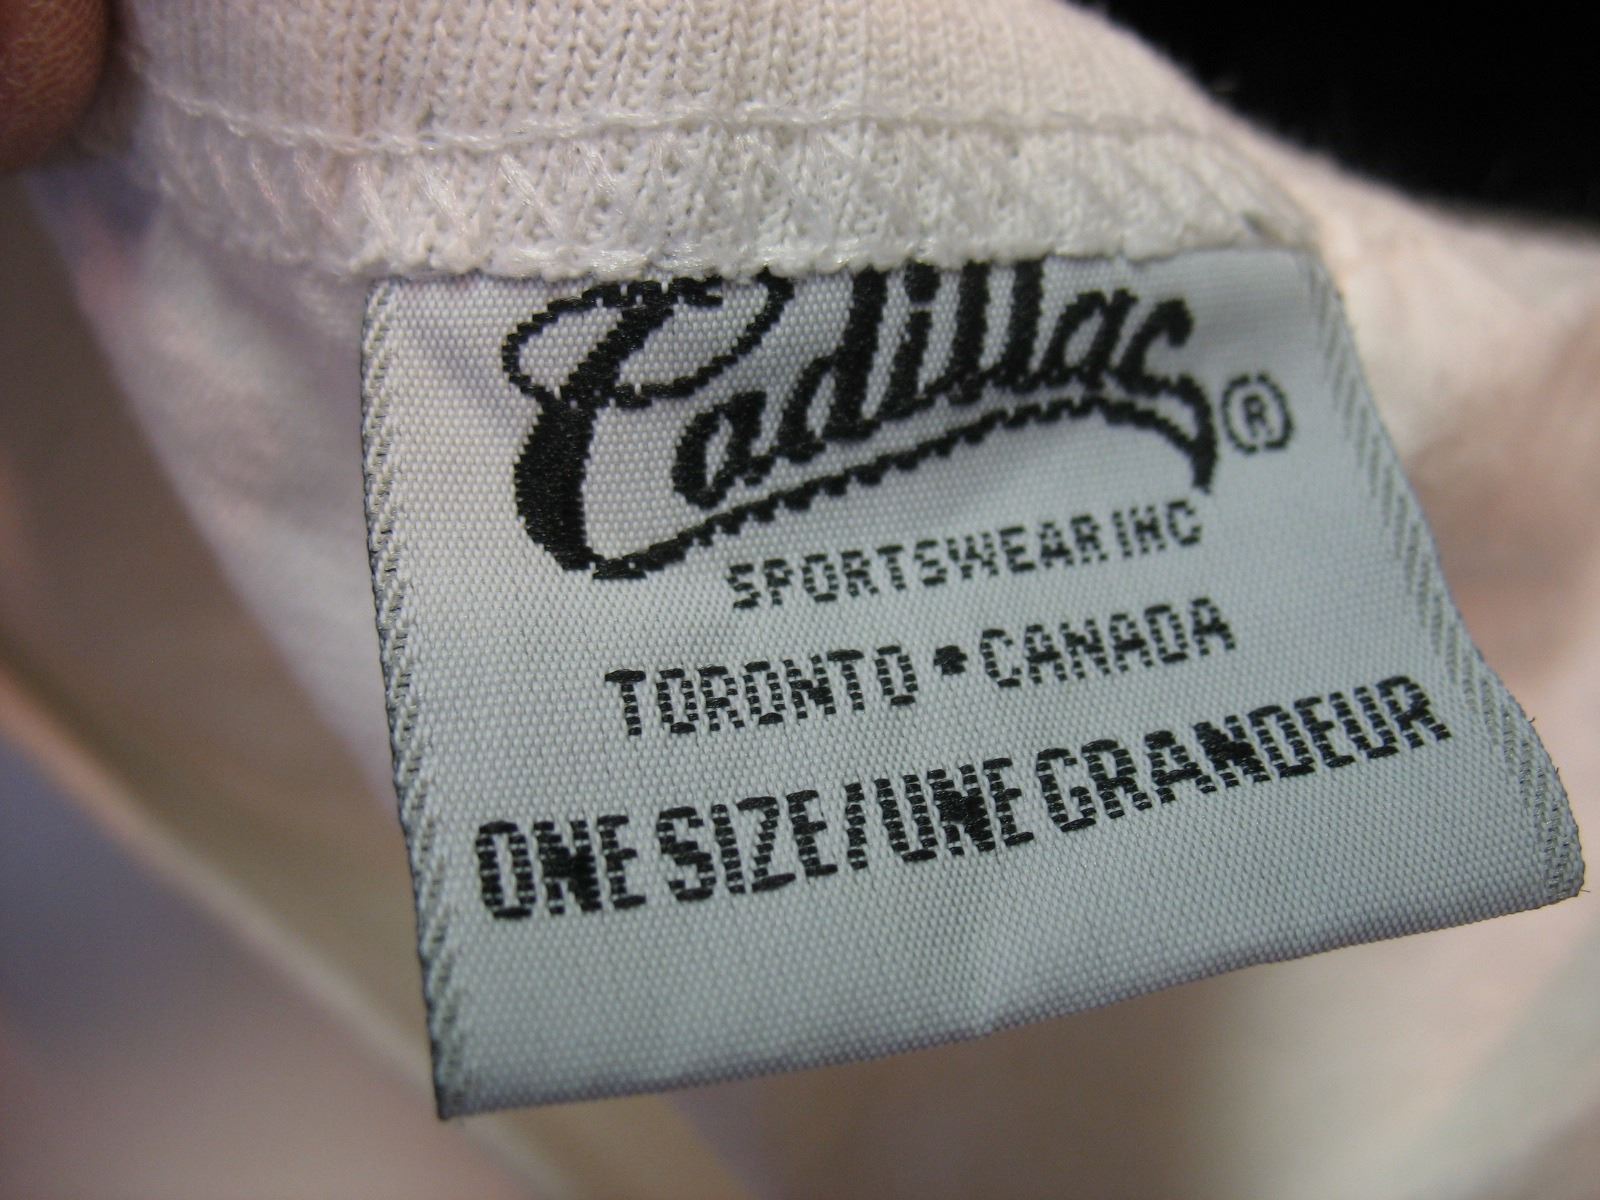 Cadillac ®
SPORTSWEAR INC
TORONTO • CANADA
ONE SIZE/UNE GRANDEUR